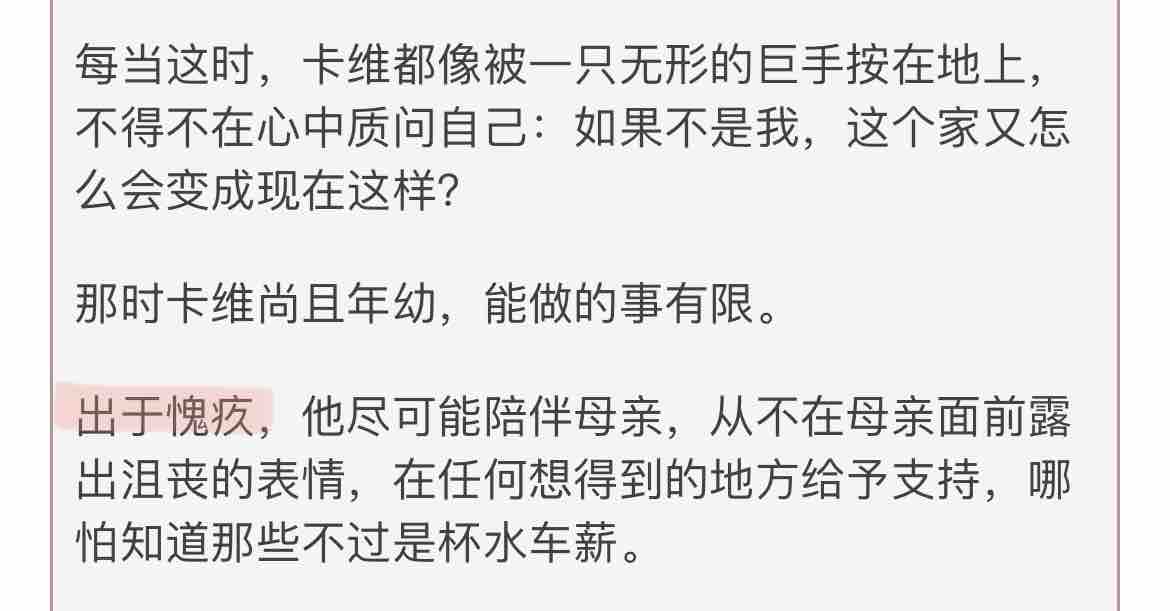 每当这时，卡维都像被一只无形的巨手按在地上，
不得不在心中质问自己：如果不是我，这个家又怎
么会变成现在这样？
那时卡维尚且年幼，能做的事有限。
出于愧疚，他尽可能陪伴母亲，从不在母亲面前露
出沮丧的表情，在任何想得到的地方给予支持，哪
怕知道那些不过是杯水车薪。